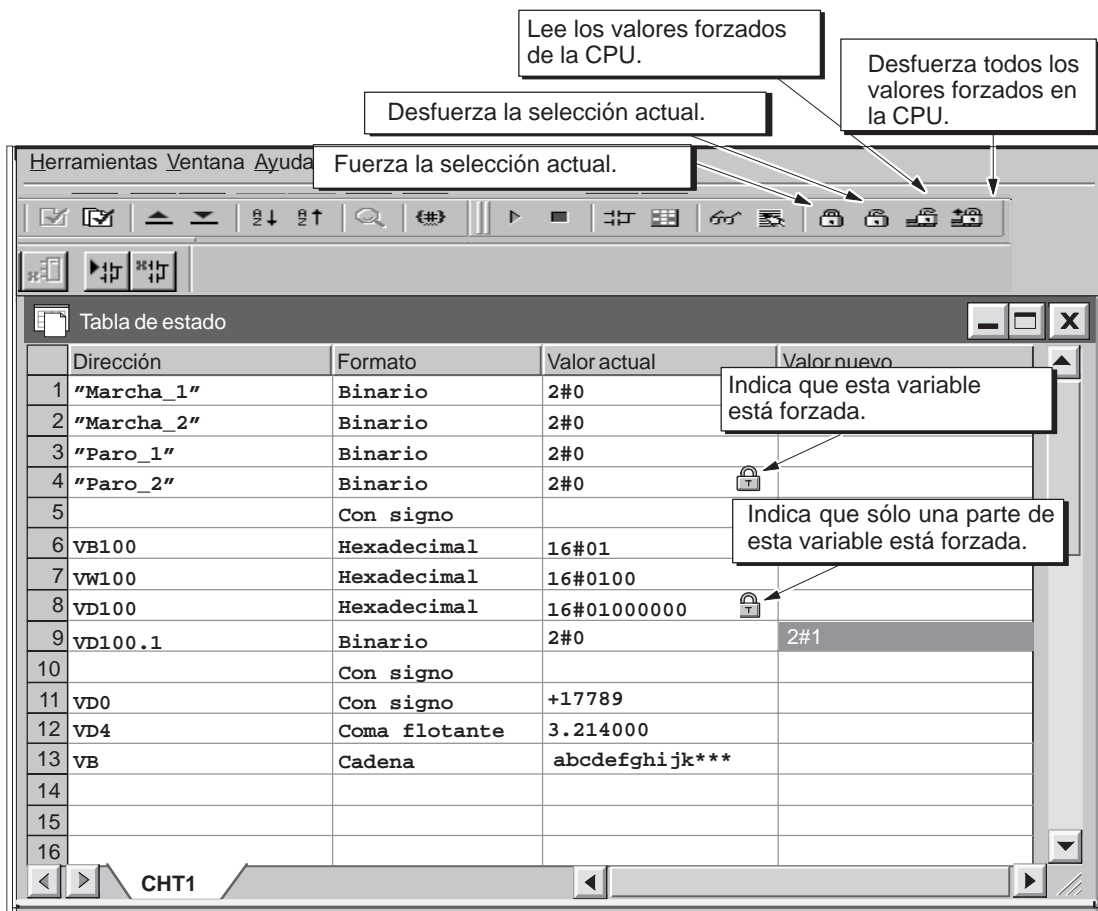 Lee los valores forzados
de la CPU.
Desfuerza todos los
valores forzados en
la CPU.
Desfuerza la selección actual.
Fuerza la selección actual.
Herramientas Ventana Ayuda
Tabla de estado
Dirección Formato Valor actual Valor nuevo
1 "Marcha_1" Binario 2#0
2 "Marcha_2" Binario 2#0
Indica que esta variable
está forzada.
3 "Paro_1" Binario 2#0
4 "Paro_2" Binario 2#0
5 Con signo
Indica que sólo una parte de
esta variable está forzada.
6 VB100 Hexadecimal 16#01
7 VW100 Hexadecimal 16#0100
8 VD100 Hexadecimal 16#01000000
9 VD100.1 Binario 2#0 2#1
10 Con signo
11 VD0 Con signo +17789
12 VD4 Coma flotante 3.214000
13 VB Cadena abcdefghijk***
14
15
16
CHT1